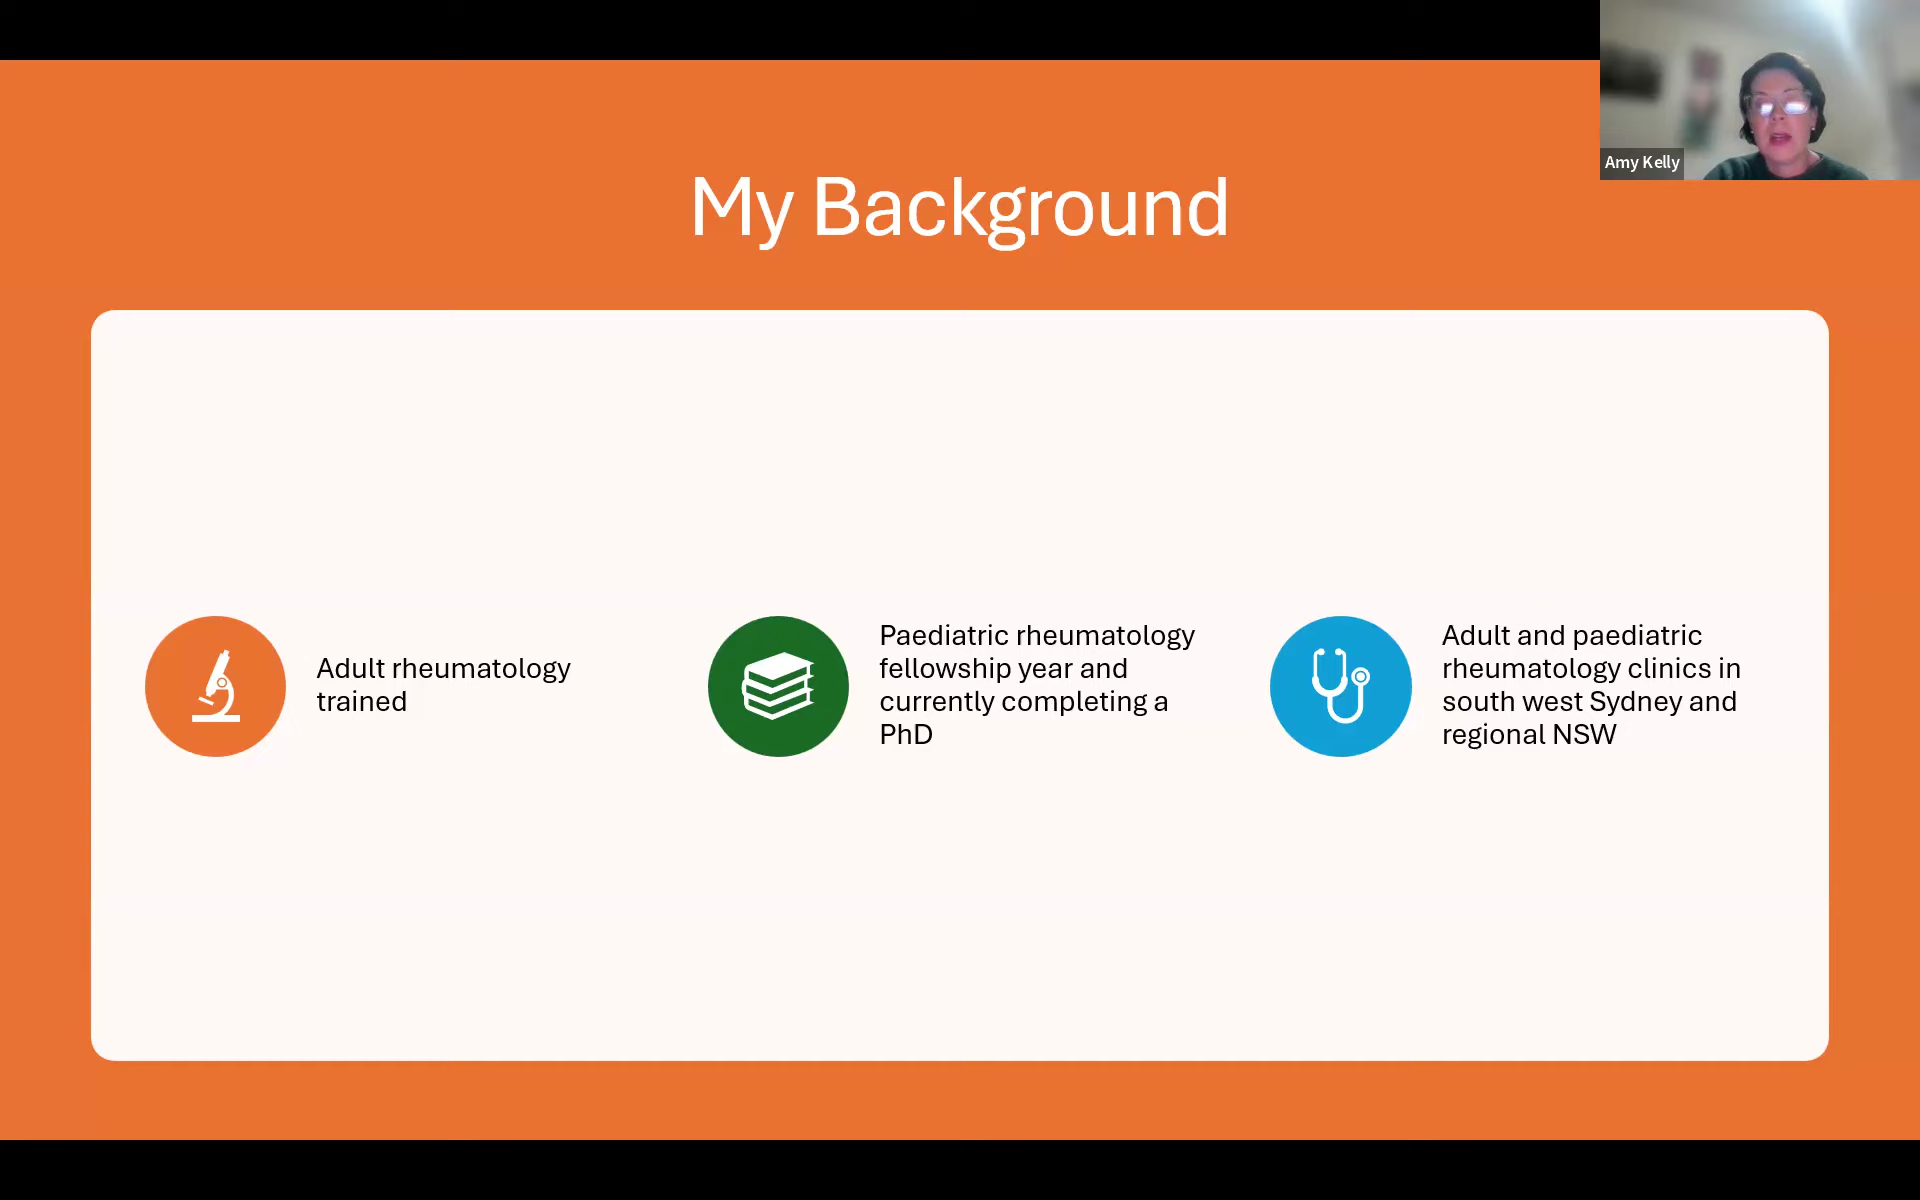 Amy Kelly
My Background
Adult rheumatology
trained
Paediatric rheumatology
fellowship year and
currently completing a
PhD
Adult and paediatric
rheumatology clinics in
south west Sydney and
regional NSW